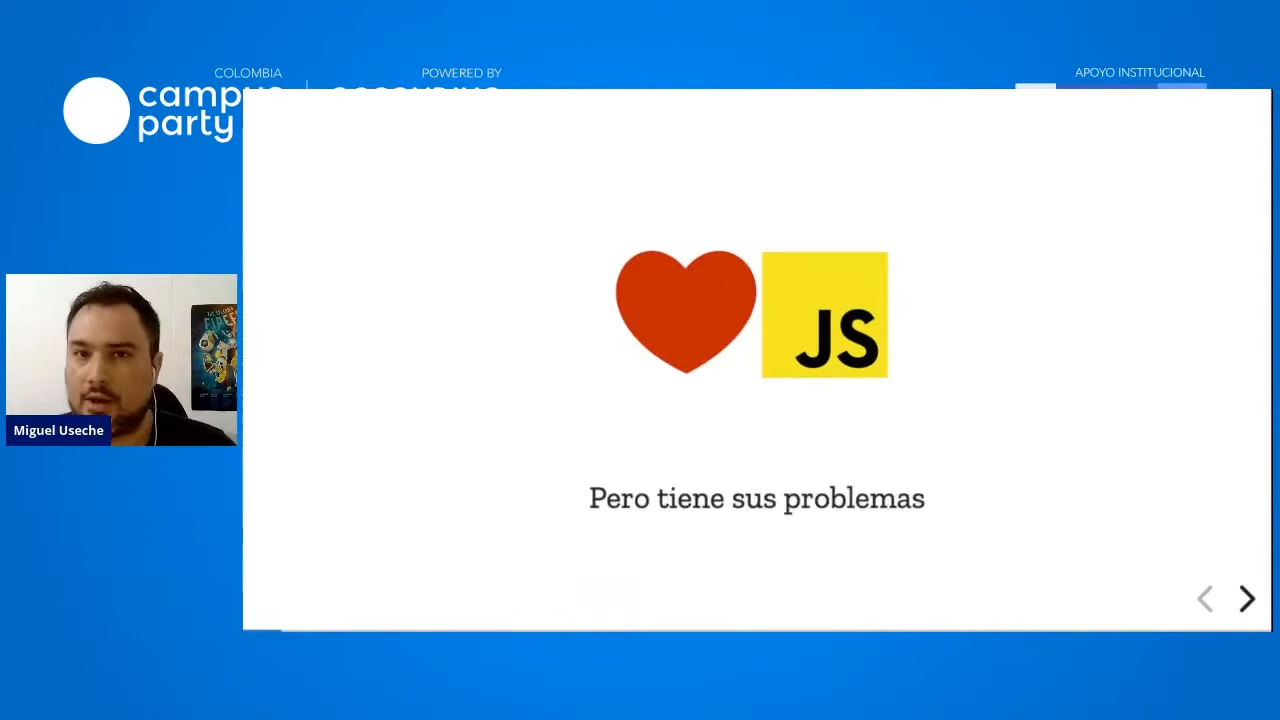 COLOMBIA
POWERED BY
APOYO INSTITUCIONAL
campus
party
JS
Miguel Useche
Pero tiene sus problemas